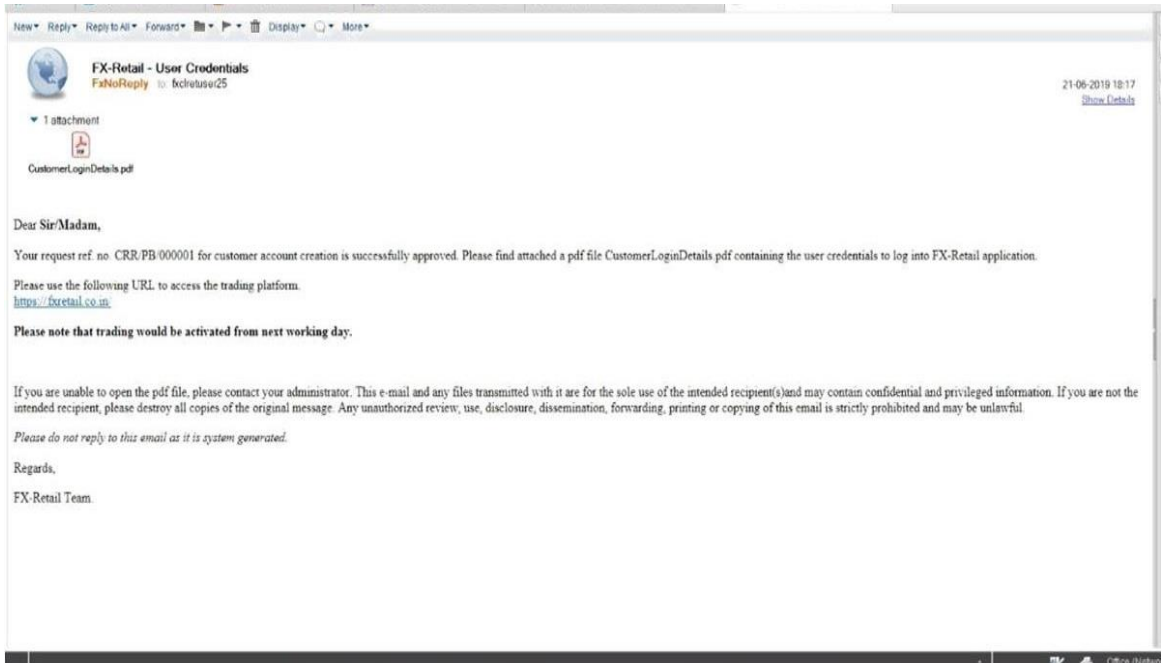 New Reply Reply to All Forward Display More
FX-Retail - User Credentials
FxNoReply to: fxclretuser25
21-06-2019 18:17
Show Details
1 attachment
CustomerLoginDetails.pdf
Dear Sir/Madam,
Your request ref. no. CRR/PB/000001 for customer account creation is successfully approved. Please find attached a pdf file CustomerLoginDetails.pdf containing the user credentials to log into FX-Retail application.
Please use the following URL to access the trading platform.
https://fxretail.co.in/
Please note that trading would be activated from next working day.
If you are unable to open the pdf file, please contact your administrator. This e-mail and any files transmitted with it are for the sole use of the intended recipient(s)and may contain confidential and privileged information. If you are not the
intended recipient, please destroy all copies of the original message. Any unauthorized review, use, disclosure, dissemination, forwarding, printing or copying of this email is strictly prohibited and may be unlawful.
Please do not reply to this email as it is system generated.
Regards,
FX-Retail Team.